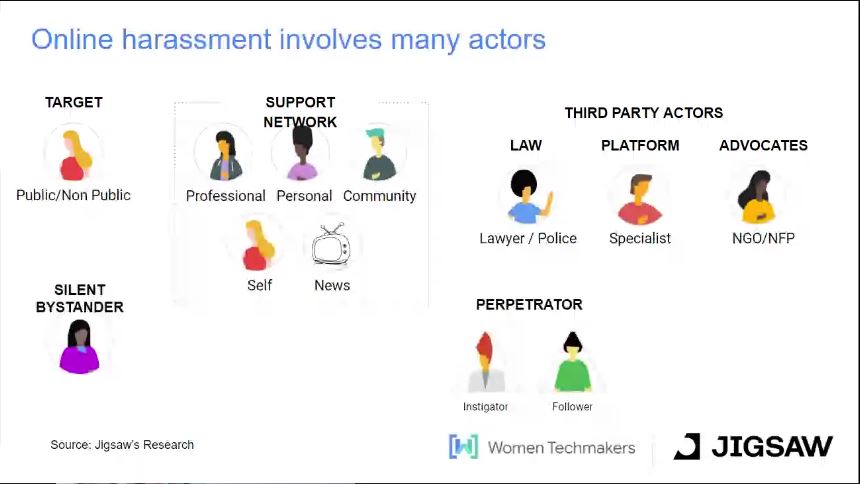 Online harassment involves many actors
TARGET
Public/Non Public
SUPPORT
NETWORK
Professional
Personal
Community
Self
News
THIRD PARTY ACTORS
LAW
PLATFORM
ADVOCATES
Lawyer / Police
Specialist
NGO/NFP
SILENT
BYSTANDER
PERPETRATOR
Instigator
Follower
Source: Jigsaw's Research
[W] Women Techmakers
JIGSAW